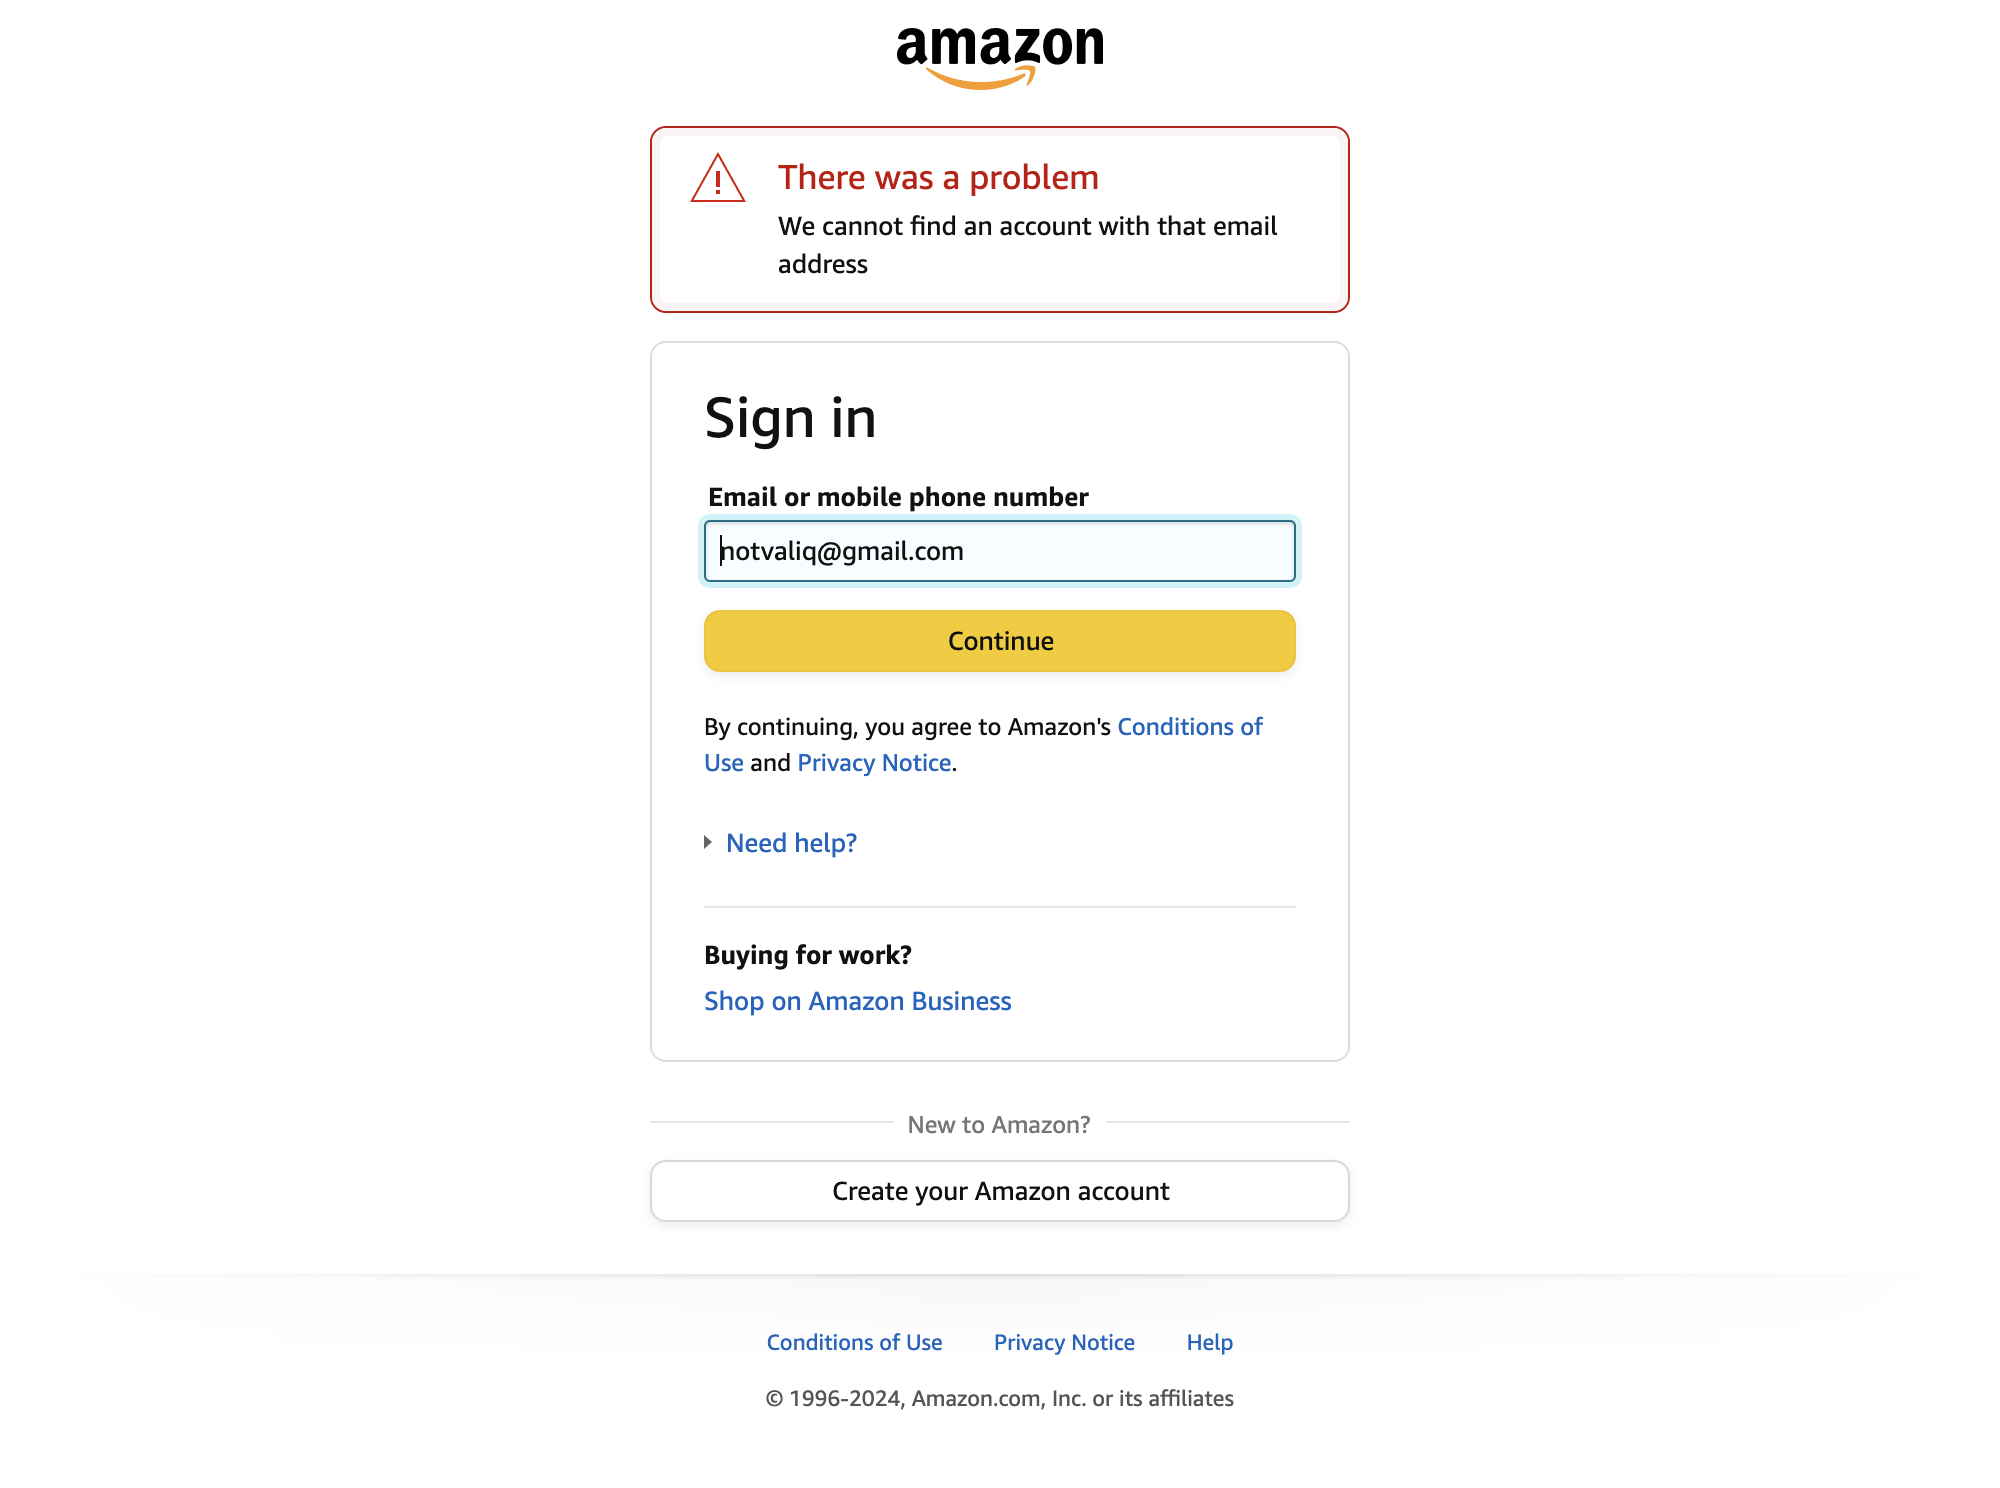 amazon
There was a problem
We cannot find an account with that email
address
Sign in
Email or mobile phone number
notvaliq@gmail.com
Continue
By continuing, you agree to Amazon's Conditions of
Use and Privacy Notice.
Need help?
Buying for work?
Shop on Amazon Business
New to Amazon?
Create your Amazon account
Conditions of Use Privacy Notice Help
© 1996-2024, Amazon.com, Inc. or its affiliates